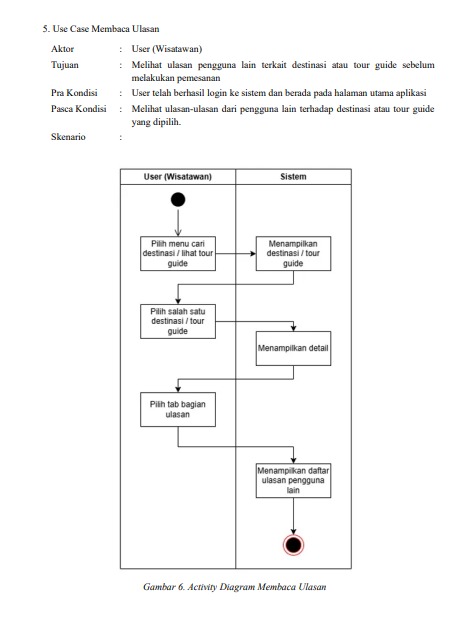 5. Use Case Membaca Ulasan
Aktor : User (Wisatawan)
Tujuan : Melihat ulasan pengguna lain terkait destinasi atau tour guide sebelum
melakukan pemesanan
Pra Kondisi : User telah berhasil login ke sistem dan berada pada halaman utama aplikasi
Pasca Kondisi : Melihat ulasan-ulasan dari pengguna lain terhadap destinasi atau tour guide
yang dipilih.
Skenario :
User (Wisatawan)
Sistem
Pilih menu cari
destinasi / lihat tour
guide
Menampilkan
destinasi / tour
guide
Pilih salah satu
destinasi / tour
guide
Menampilkan detail
Pilih tab bagian
ulasan
Menampilkan daftar
ulasan pengguna
lain
Gambar 6. Activity Diagram Membaca Ulasan